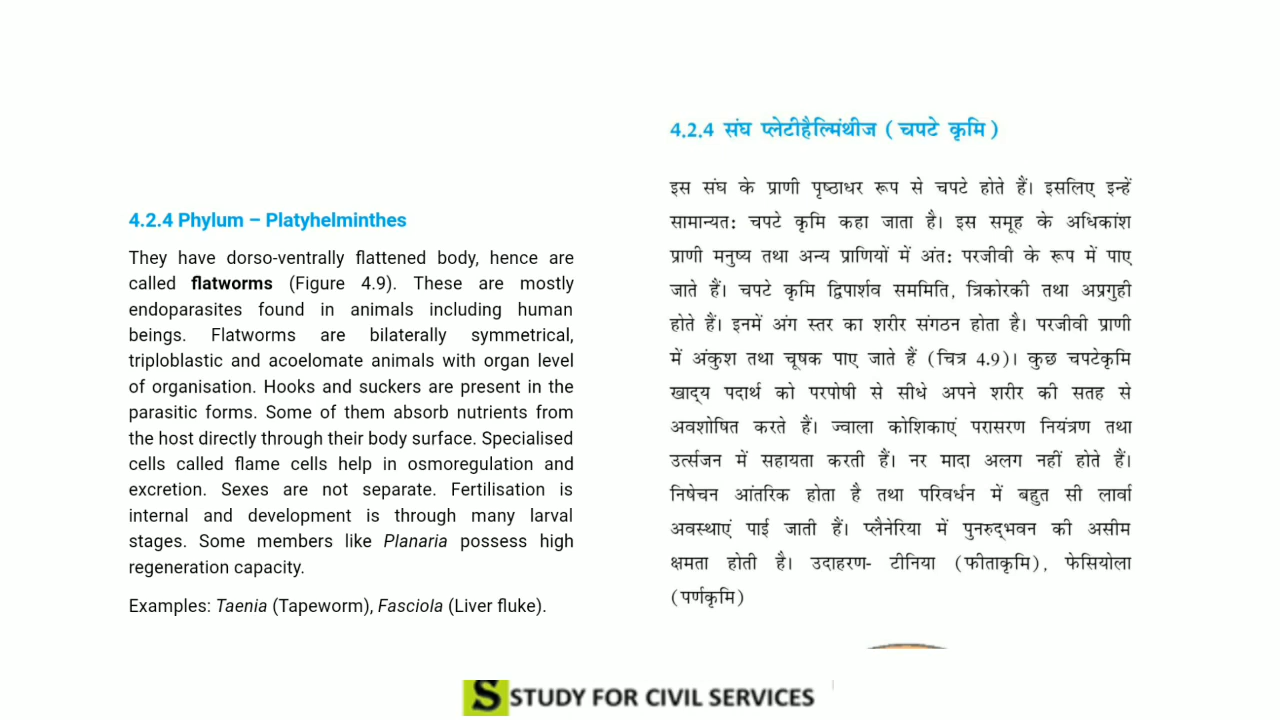 4.2.4 Phylum – Platyhelminthes
They have dorso-ventrally flattened body, hence are
called flatworms (Figure 4.9). These are mostly
endoparasites found in animals including human
beings. Flatworms are bilaterally symmetrical,
triploblastic and acoelomate animals with organ level
of organisation. Hooks and suckers are present in the
parasitic forms. Some of them absorb nutrients from
the host directly through their body surface. Specialised
cells called flame cells help in osmoregulation and
excretion. Sexes are not separate. Fertilisation is
internal and development is through many larval
stages. Some members like Planaria possess high
regeneration capacity.
Examples: Taenia (Tapeworm), Fasciola (Liver fluke).
4.2.4 संघ प्लेटीहैल्मिंथीज ( चपटे कृमि )
इस संघ के प्राणी पृष्ठाधर रूप से चपटे होते हैं। इसलिए इन्हें
सामान्यत: चपटे कृमि कहा जाता है। इस समूह के अधिकांश
प्राणी मनुष्य तथा अन्य प्राणियों में अंत: परजीवी के रूप में पाए
जाते हैं। चपटे कृमि द्विपार्शव सममिति, त्रिकोरकी तथा अप्रगुही
होते हैं। इनमें अंग स्तर का शरीर संगठन होता है। परजीवी प्राणी
में अंकुश तथा चूषक पाए जाते हैं (चित्र 4.9)। कुछ चपटेकृमि
खाद्य पदार्थ को परपोषी से सीधे अपने शरीर की सतह से
अवशोषित करते हैं। ज्वाला कोशिकाएं परासरण नियंत्रण तथा
उर्त्सजन में सहायता करती हैं। नर मादा अलग नहीं होते हैं।
निषेचन आंतरिक होता है तथा परिवर्धन में बहुत सी लार्वा
अवस्थाएं पाई जाती हैं। प्लैनेरिया में पुनरुद्भवन की असीम
क्षमता होती है। उदाहरण- टीनिया (फीताकृमि), फेसियोला
(पर्णकृमि)
S STUDY FOR CIVIL SERVICES